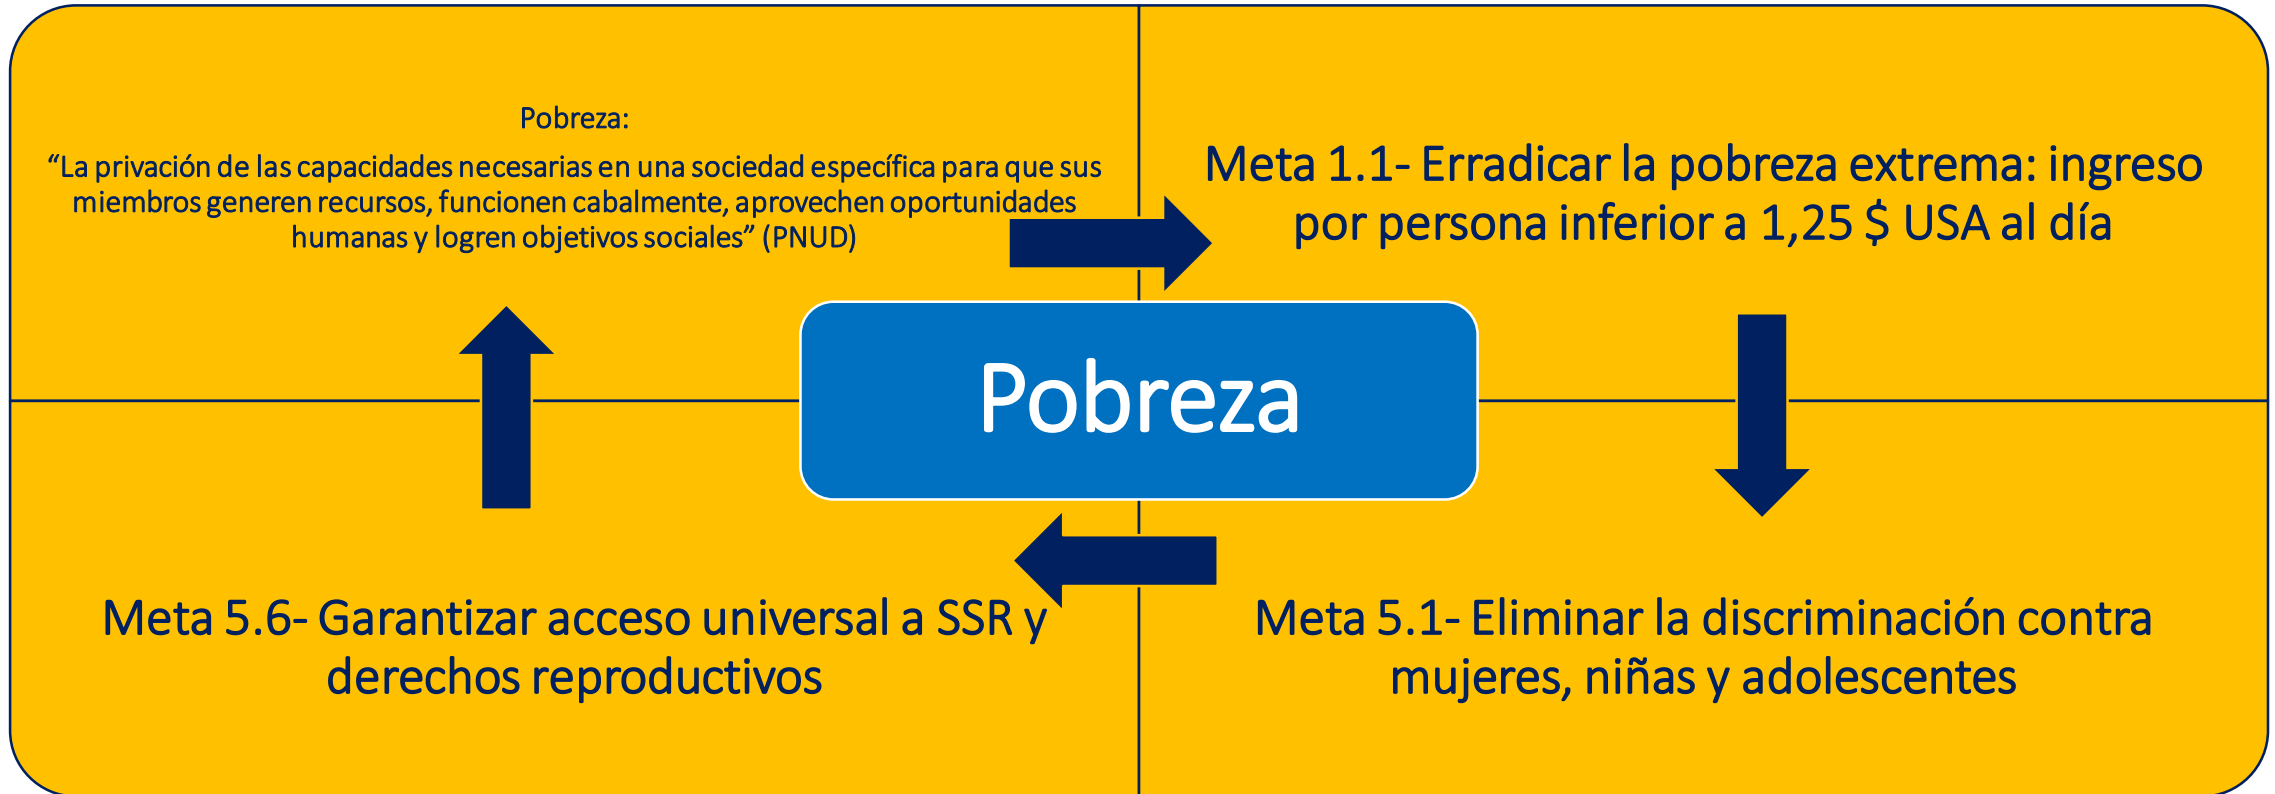 Pobreza:
“La privación de las capacidades necesarias en una sociedad específica para que sus
miembros generen recursos, funcionen cabalmente, aprovechen oportunidades
humanas y logren objetivos sociales” (PNUD)
Meta 1.1- Erradicar la pobreza extrema: ingreso
por persona inferior a 1,25 $ USA al día
Pobreza
Meta 5.6- Garantizar acceso universal a SSR y
derechos reproductivos
Meta 5.1- Eliminar la discriminación contra
mujeres, niñas y adolescentes